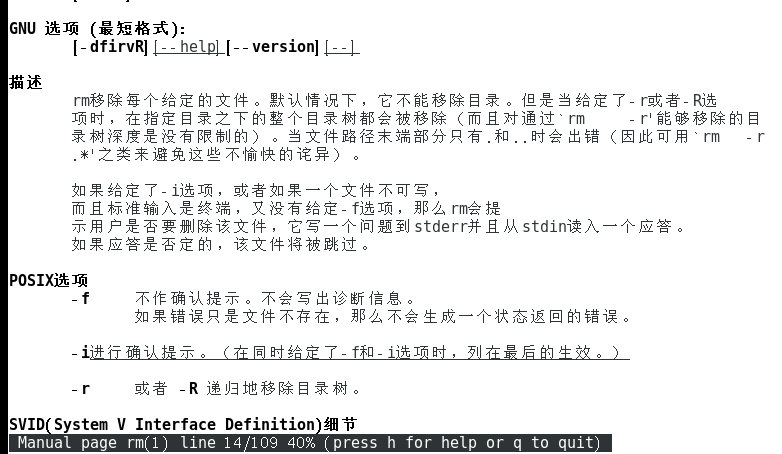 GNU 选项 (最短格式):
[-dfirvR] [--help] [--version] [--]
描述
rm移除每个给定的文件。默认情况下，它不能移除目录。但是当给定了-r或者-R选
项时，在指定目录之下的整个目录树都会被移除（而且对通过`rm -r'能够移除的目
录树深度是没有限制的）。当文件路径末端部分只有.和..时会出错（因此可用`rm -r
.*'之类来避免这些不愉快的诧异）。
如果给定了-i选项，或者如果一个文件不可写，
而且标准输入是终端，又没有给定-f选项，那么rm会提
示用户是否要删除该文件，它写一个问题到stderr并且从stdin读入一个应答。
如果应答是否定的，该文件将被跳过。
POSIX选项
-f 不作确认提示。不会写出诊断信息。
如果错误只是文件不存在，那么不会生成一个状态返回的错误。
-i进行确认提示。（在同时给定了-f和-i选项时，列在最后的生效。）
-r 或者 -R 递归地移除目录树。
SVID(System V Interface Definition)细节
Manual page rm(1) line 14/109 40% (press h for help or q to quit)